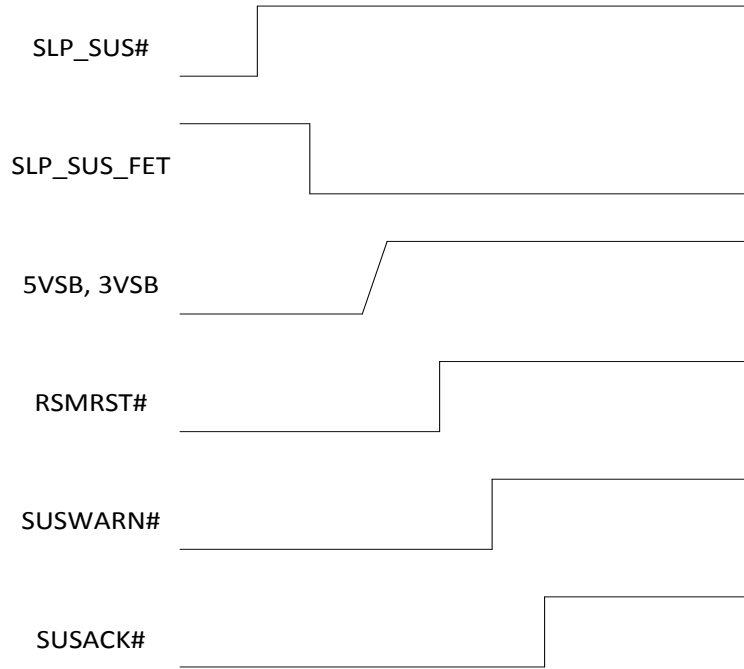 SLP_SUS#
SLP_SUS_FET
5VSB, 3VSB
RSMRST#
SUSWARN#
SUSACK#